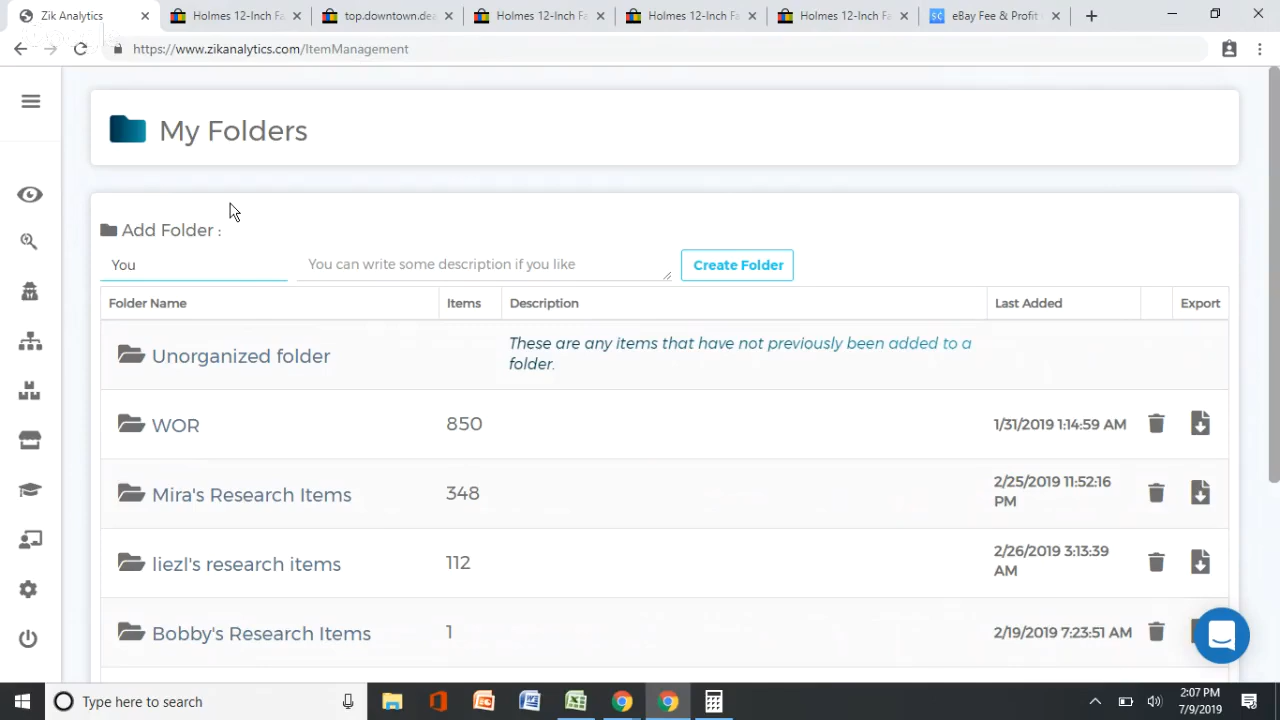 Zik Analytics
Holmes 12-Inch Fa
top.downtown.dea
Holmes 12-Inch Fa
Holmes 12-Inch Fa
Holmes 12-Inch Fa
eBay Fee & Profit
https://www.zikanalytics.com/ItemManagement
My Folders
Add Folder :
You
You can write some description if you like
Create Folder
Folder Name
Items
Description
Last Added
Export
Unorganized folder
These are any items that have not previously been added to a
folder.
WOR
850
1/31/2019 1:14:59 AM
Mira's Research Items
348
2/25/2019 11:52:16
PM
liezl's research items
112
2/26/2019 3:13:39
AM
Bobby's Research Items
1
2/19/2019 7:23:51 AM
Type here to search
2:07 PM
7/9/2019